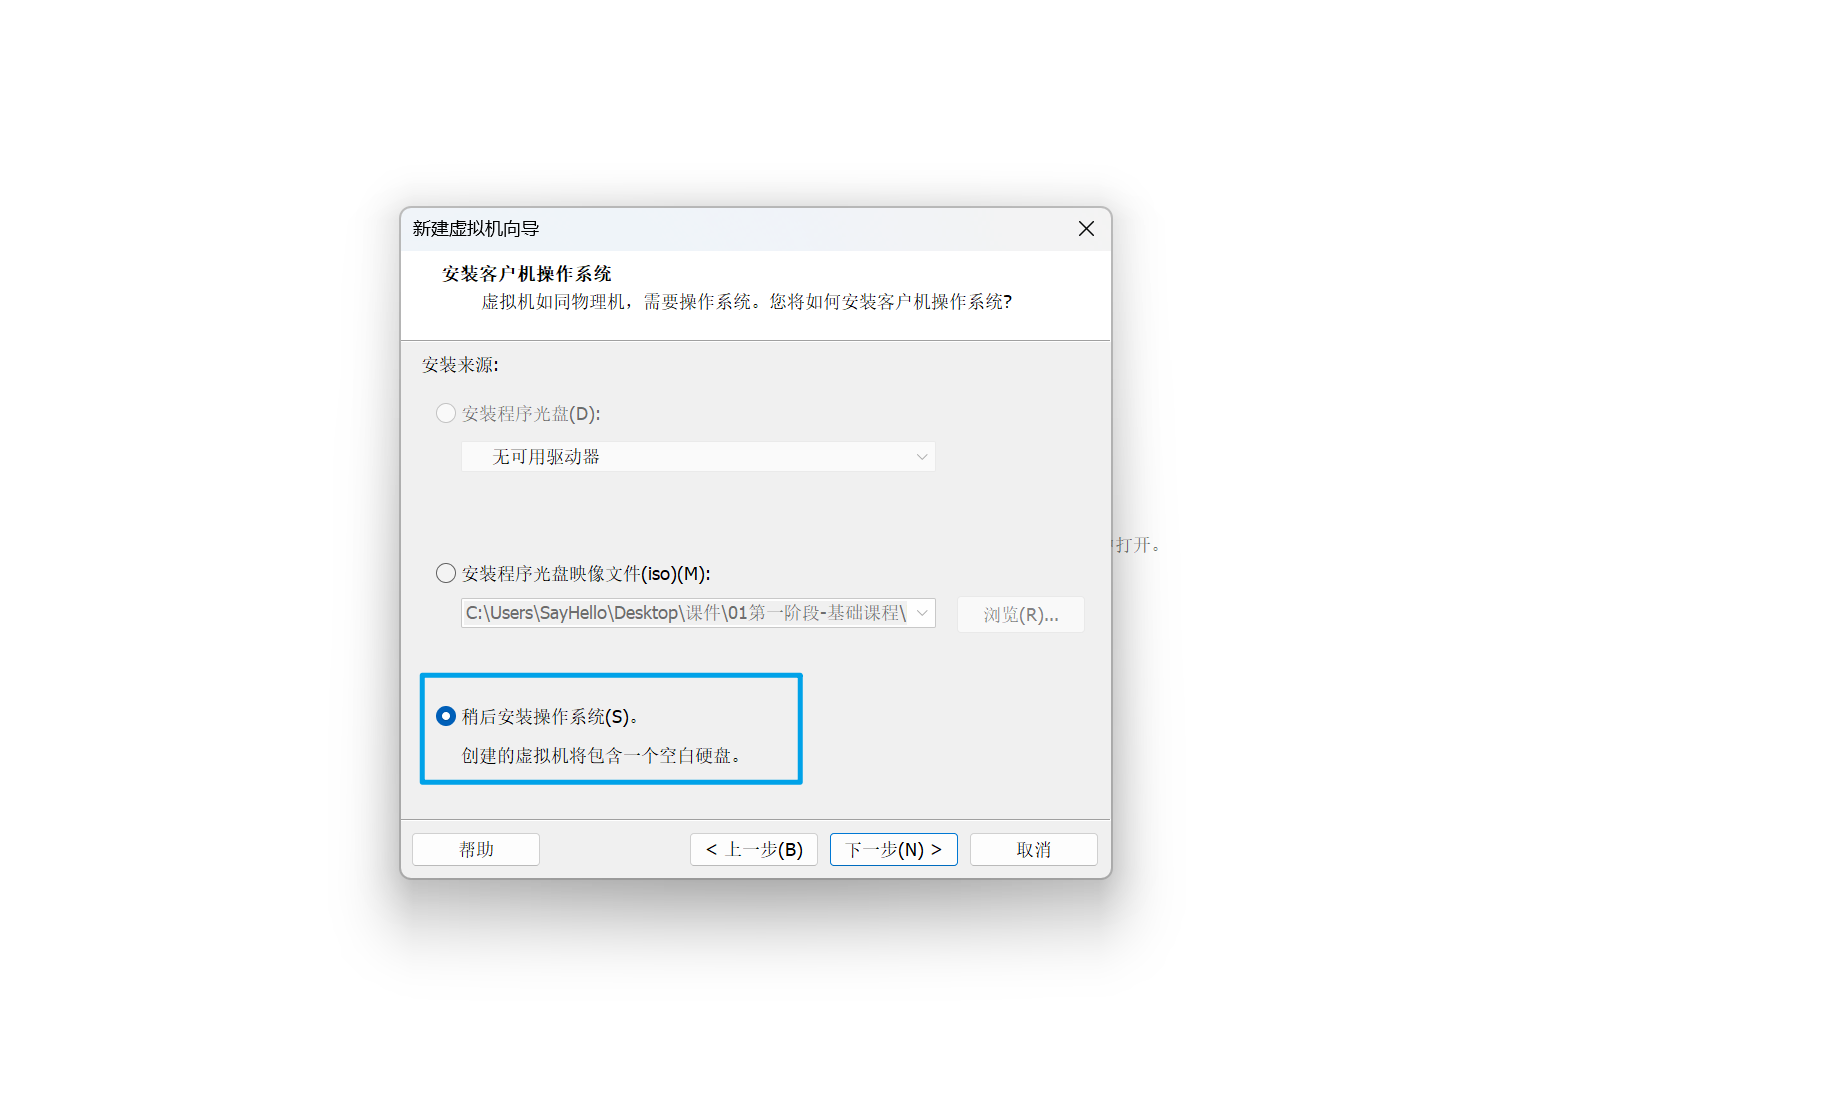 新建虚拟机向导
安装客户机操作系统
虚拟机如同物理机，需要操作系统。您将如何安装客户机操作系统?
安装来源:
安装程序光盘(D):
无可用驱动器
打开。
安装程序光盘映像文件(iso)(M):
C:\Users\SayHello\Desktop\课件\01第一阶段-基础课程\
浏览(R)...
稍后安装操作系统(S)。
创建的虚拟机将包含一个空白硬盘。
帮助
< 上一步(B)
下一步(N) >
取消